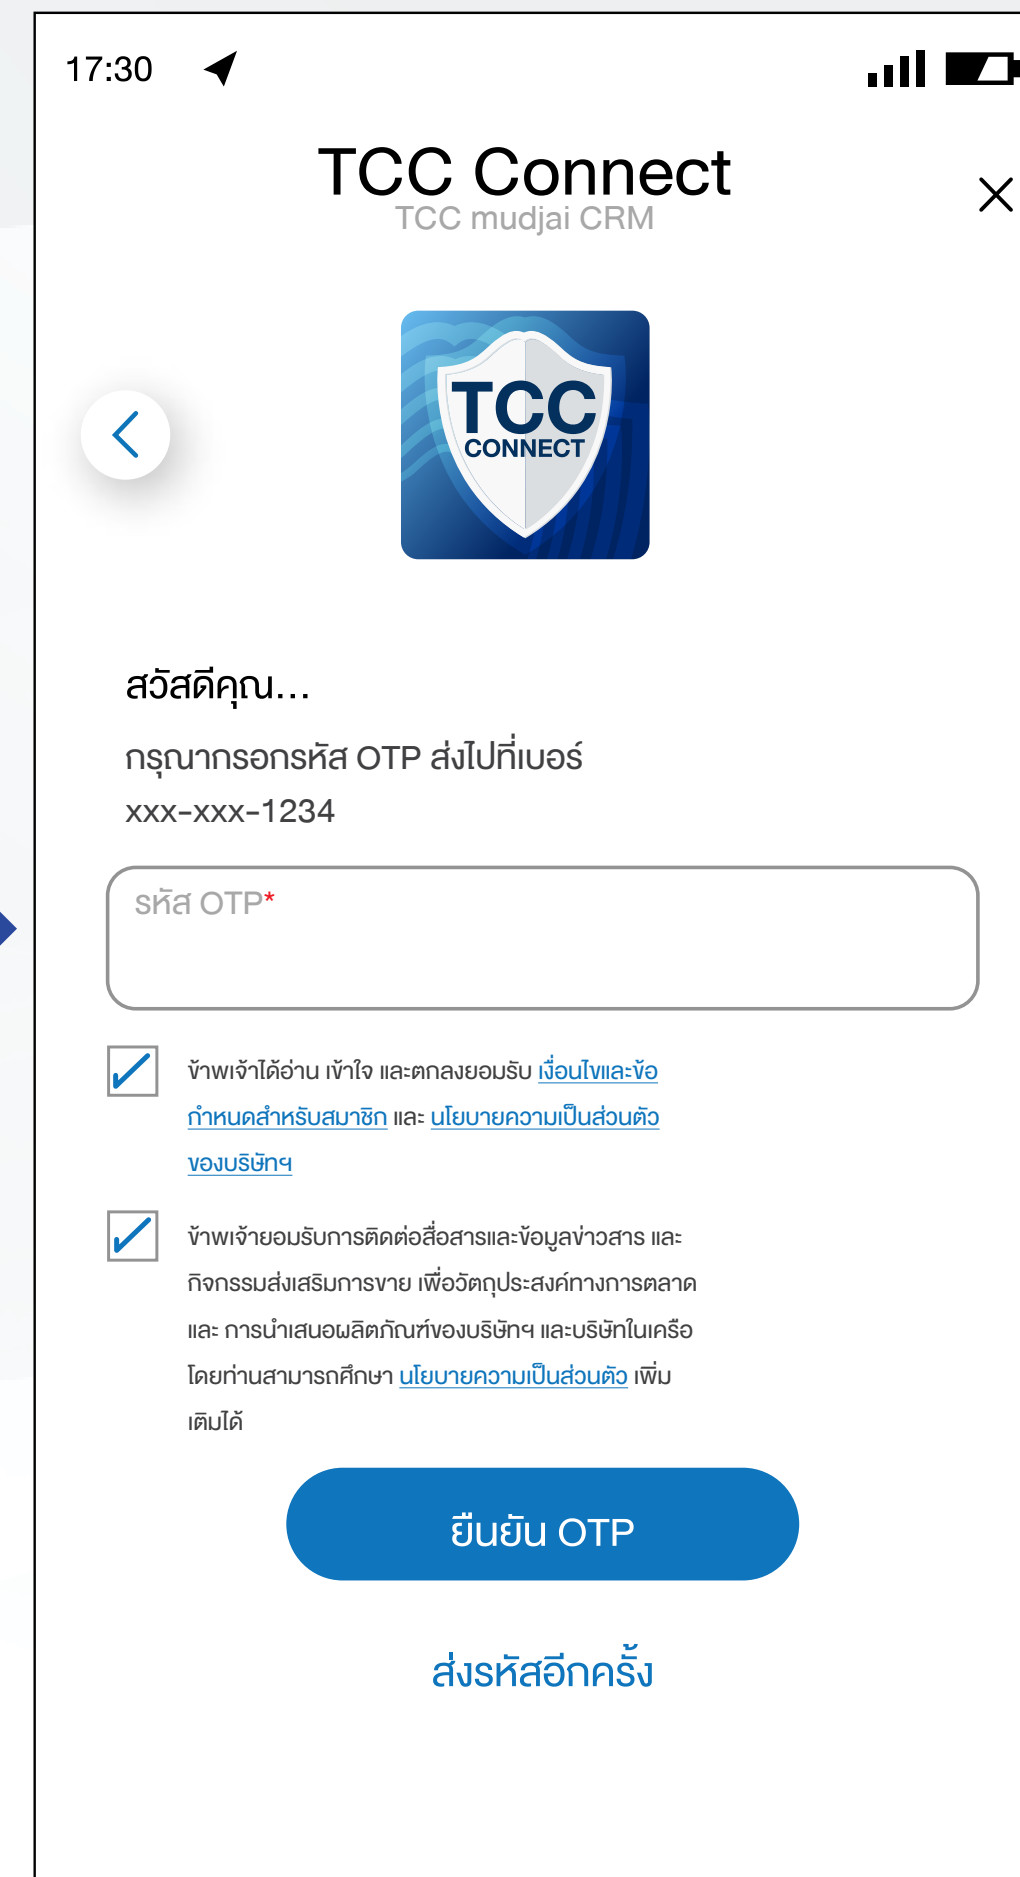 17:30
TCC Connect
TCC mudjai CRM
TCC
CONNECT
สวัสดีคุณ...
กรุณากรอกรหัส OTP ส่งไปที่เบอร์
xxx-xxx-1234
รหัส OTP*
ข้าพเจ้าได้อ่าน เข้าใจ และตกลงยอมรับ เงื่อนไขและข้อ
กำหนดสำหรับสมาชิก และ นโยบายความเป็นส่วนตัว
ของบริษัทฯ
ข้าพเจ้ายอมรับการติดต่อสื่อสารและข้อมูลข่าวสาร และ
กิจกรรมส่งเสริมการขาย เพื่อวัตถุประสงค์ทางการตลาด
และ การนำเสนอผลิตภัณฑ์ของบริษัทฯ และบริษัทในเครือ
โดยท่านสามารถศึกษา นโยบายความเป็นส่วนตัว เพิ่ม
เติมได้
ยืนยัน OTP
ส่งรหัสอีกครั้ง